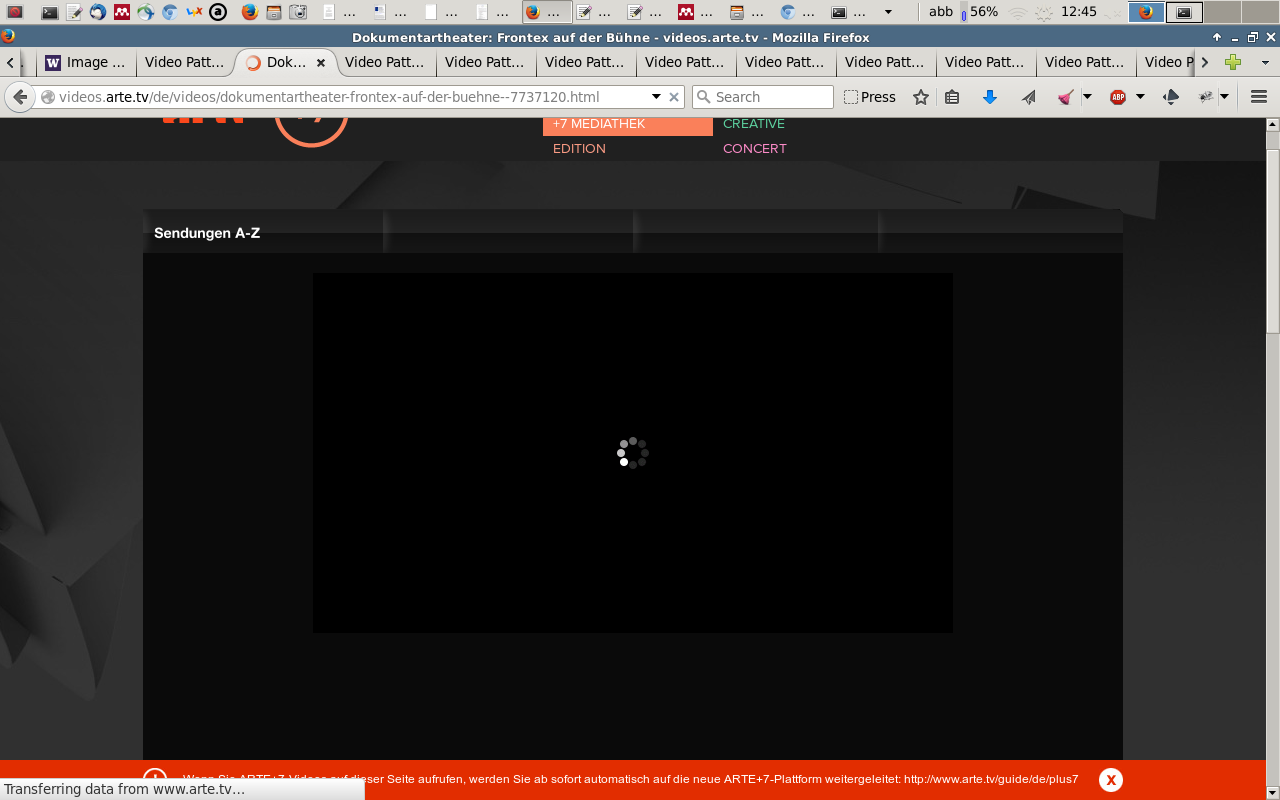 ... ... ... ... ... ... ... ... ... ... ... abb 56% 12:45
Dokumentartheater: Frontex auf der Bühne - videos.arte.tv - Mozilla Firefox
Image ... Video Patt... Dok... Video Patt... Video Patt... Video Patt... Video Patt... Video Patt... Video Patt... Video Patt... Video Patt... Video P
videos.arte.tv/de/videos/dokumentartheater-frontex-auf-der-buehne--7737120.html Search Press ABP
+7 MEDIATHEK CREATIVE
EDITION CONCERT
Sendungen A-Z
Wenn Sie ARTE+7-Videos auf dieser Seite aufrufen, werden Sie ab sofort automatisch auf die neue ARTE+7-Plattform weitergeleitet: http://www.arte.tv/guide/de/plus7 X
Transferring data from www.arte.tv...